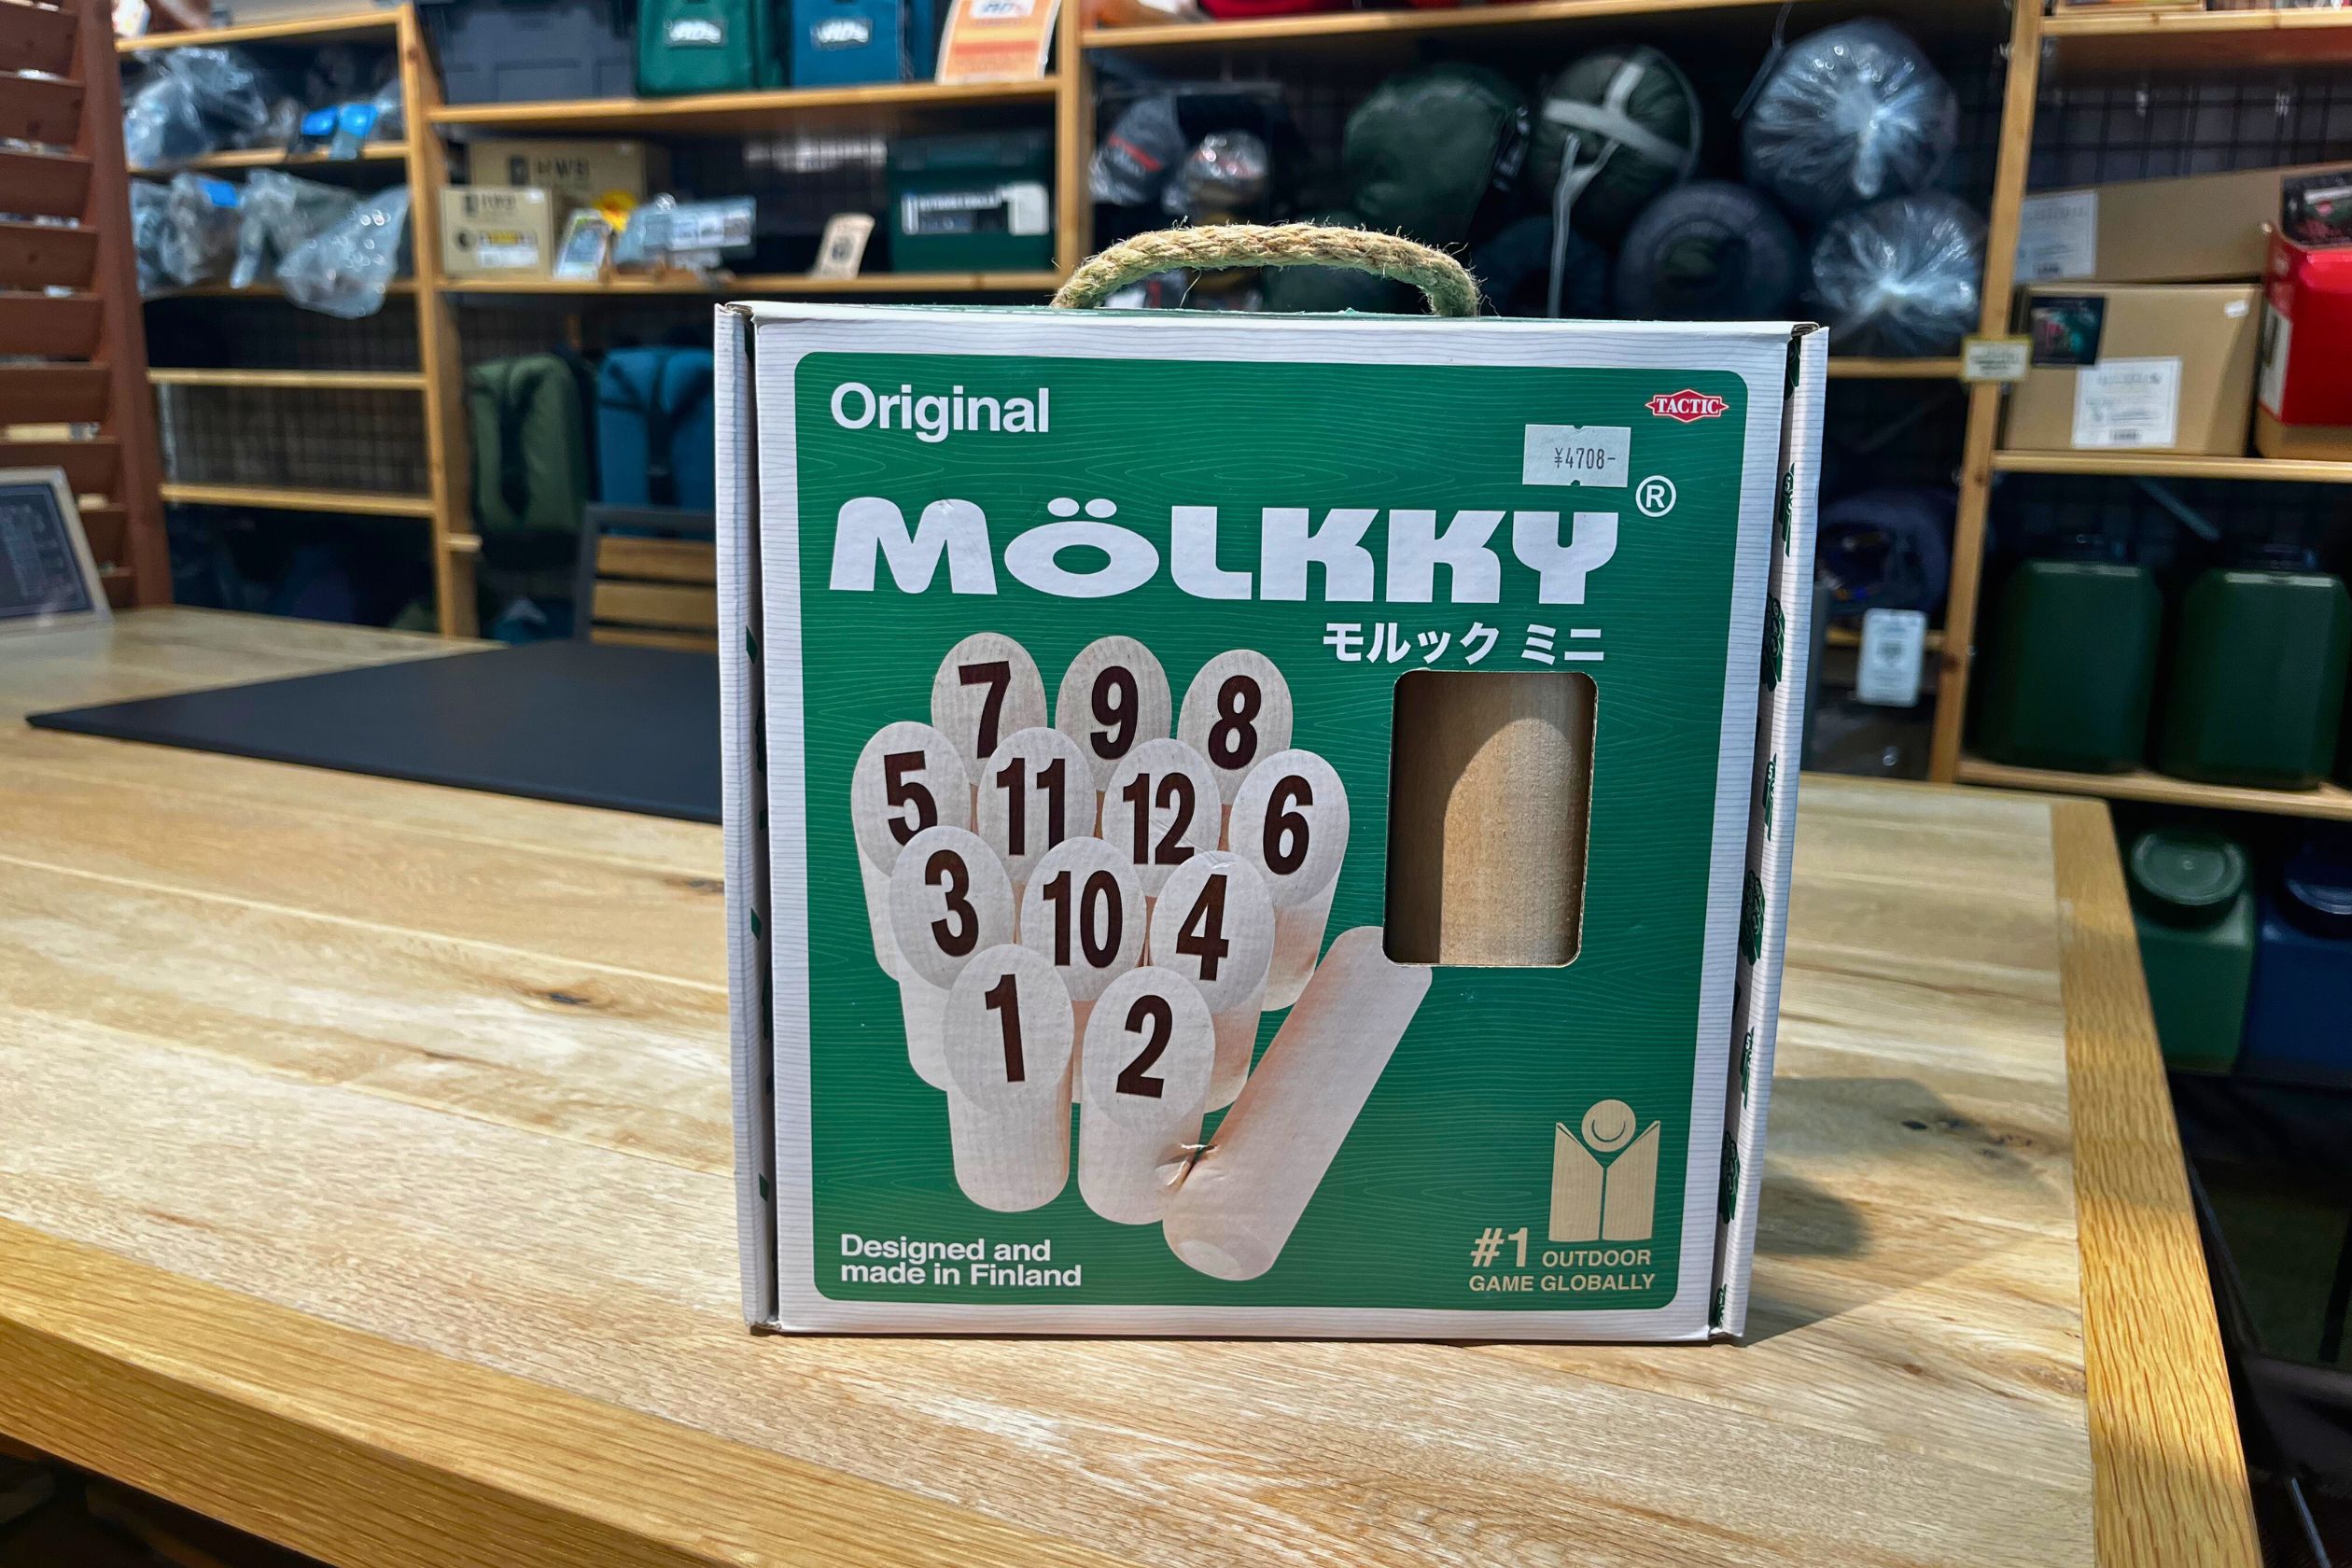 Original
TACTIC
¥4708-
MÖLKKY®
モルック ミニ
7 9 8
5 11 12 6
3 10 4
1 2
Designed and
made in Finland
#1 OUTDOOR
GAME GLOBALLY